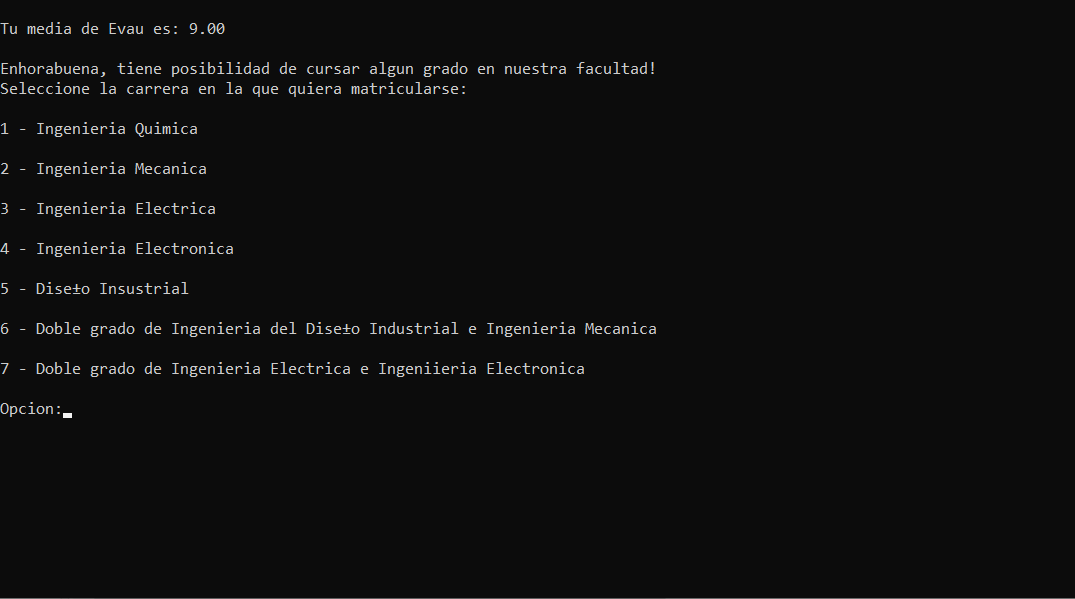 Tu media de Evau es: 9.00
Enhorabuena, tiene posibilidad de cursar algun grado en nuestra facultad!
Seleccione la carrera en la que quiera matricularse:
1 - Ingenieria Quimica
2 - Ingenieria Mecanica
3 - Ingenieria Electrica
4 - Ingenieria Electronica
5 - Dise±o Insustrial
6 - Doble grado de Ingenieria del Dise±o Industrial e Ingenieria Mecanica
7 - Doble grado de Ingenieria Electrica e Ingeniieria Electronica
Opcion: